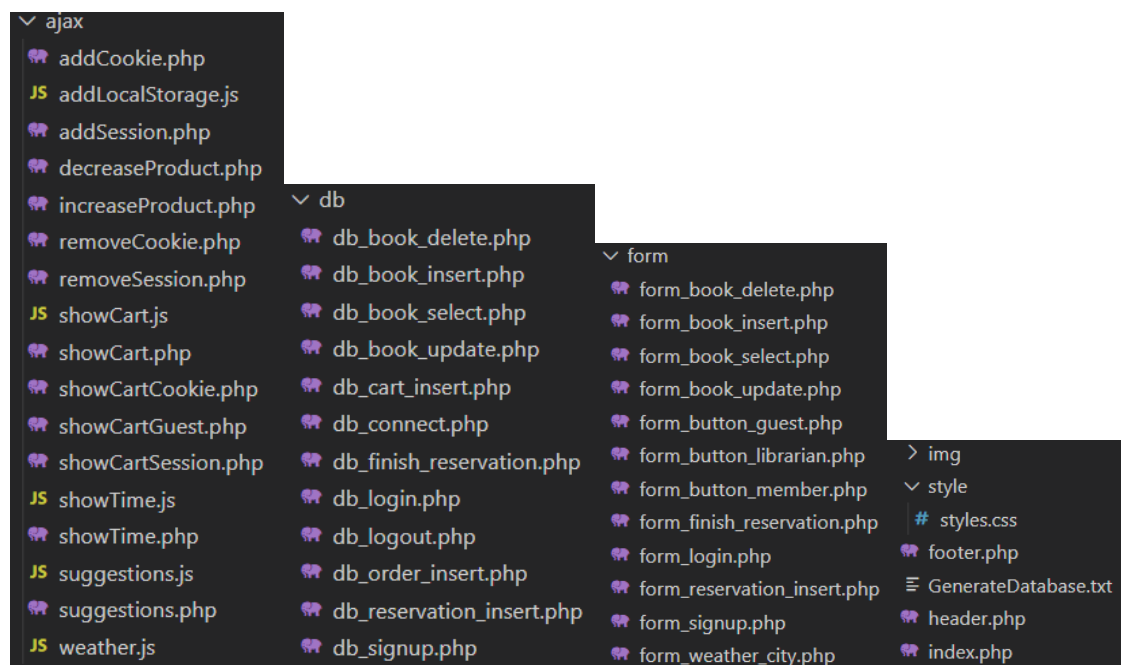 ajax
addCookie.php
JS addLocalStorage.js
addSession.php
decreaseProduct.php
increaseProduct.php
removeCookie.php
removeSession.php
JS showCart.js
showCart.php
showCartCookie.php
showCartGuest.php
showCartSession.php
JS showTime.js
showTime.php
JS suggestions.js
suggestions.php
JS weather.js
db
db_book_delete.php
db_book_insert.php
db_book_select.php
db_book_update.php
db_cart_insert.php
db_connect.php
db_finish_reservation.php
db_login.php
db_logout.php
db_order_insert.php
db_reservation_insert.php
db_signup.php
form
form_book_delete.php
form_book_insert.php
form_book_select.php
form_book_update.php
form_button_guest.php
form_button_librarian.php
form_button_member.php
form_finish_reservation.php
form_login.php
form_reservation_insert.php
form_signup.php
form_weather_city.php
img
style
# styles.css
footer.php
GenerateDatabase.txt
header.php
index.php